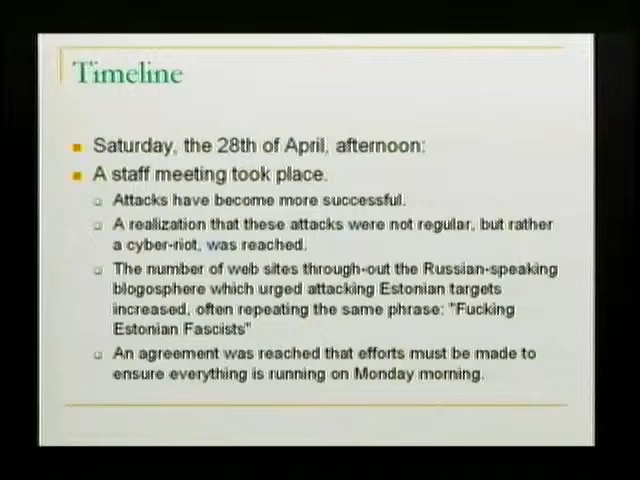 Timeline
Saturday, the 28th of April, afternoon:
A staff meeting took place.
Attacks have become more successful.
A realization that these attacks were not regular, but rather
a cyber-riot, was reached.
The number of web sites through-out the Russian-speaking
blogosphere which urged attacking Estonian targets
increased, often repeating the same phrase: "Fucking
Estonian Fascists"
An agreement was reached that efforts must be made to
ensure everything is running on Monday morning.